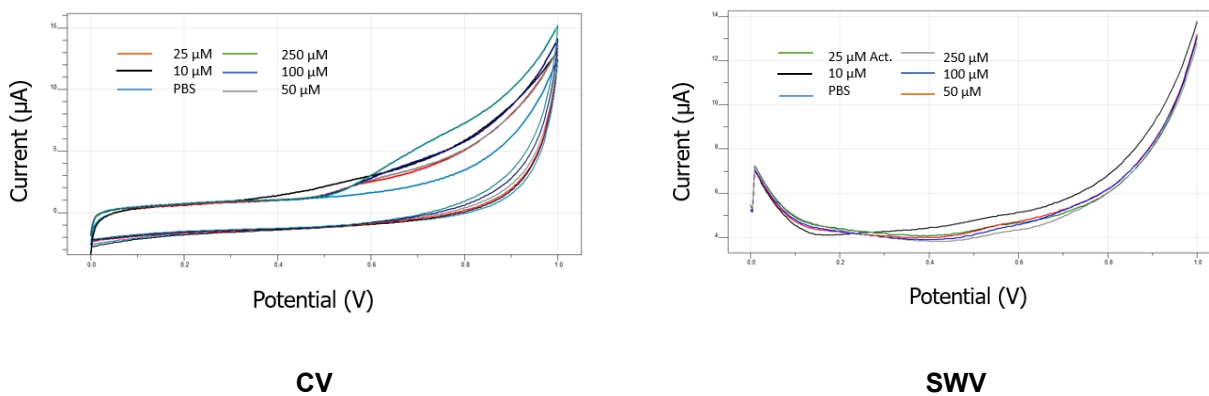 15
10
5
0
Current (µA)
25 µM
250 µM
10 µM
100 µM
PBS
50 µM
0.0
0.2
0.4
0.6
0.8
1.0
Potential (V)
CV
14
12
10
8
6
4
Current (µA)
25 µM Act.
250 µM
10 µM
100 µM
PBS
50 µM
0.0
0.2
0.4
0.6
0.8
1.0
Potential (V)
SWV